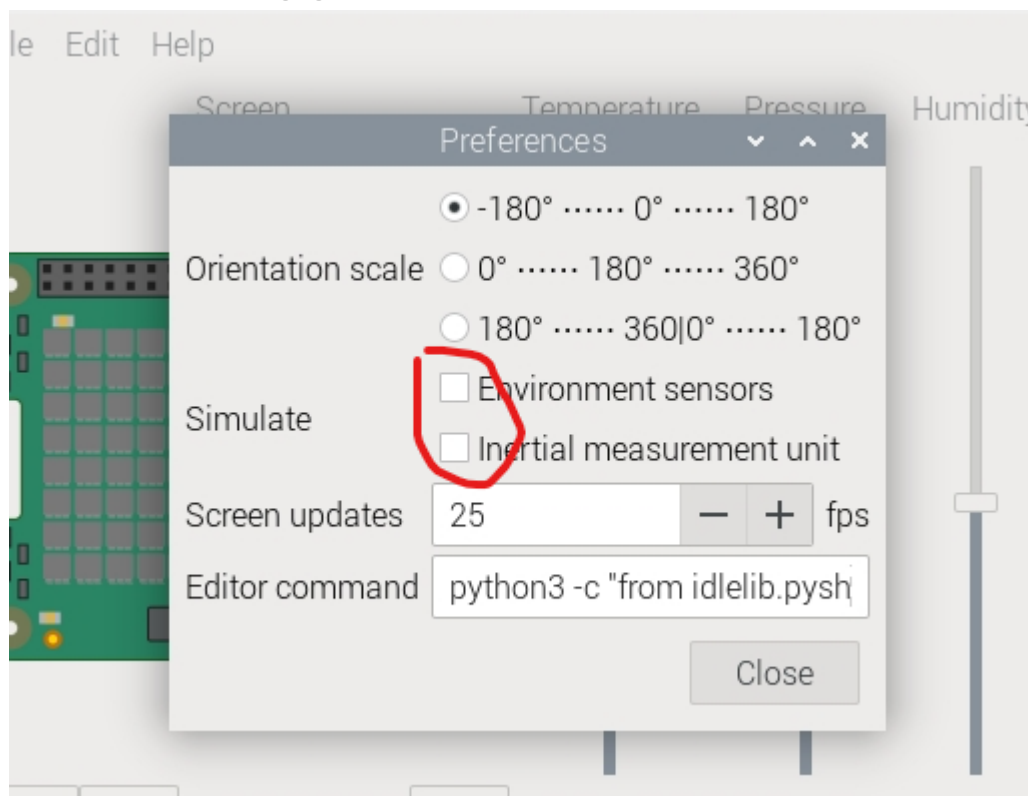 le Edit Help
Screen Temperature Pressure Humidity
Preferences
-180° ······ 0° ······ 180°
Orientation scale
0° ······ 180° ······ 360°
180° ······ 360|0° ······ 180°
Simulate
Environment sensors
Inertial measurement unit
Screen updates 25 − + fps
Editor command python3 -c "from idlelib.pysh
Close